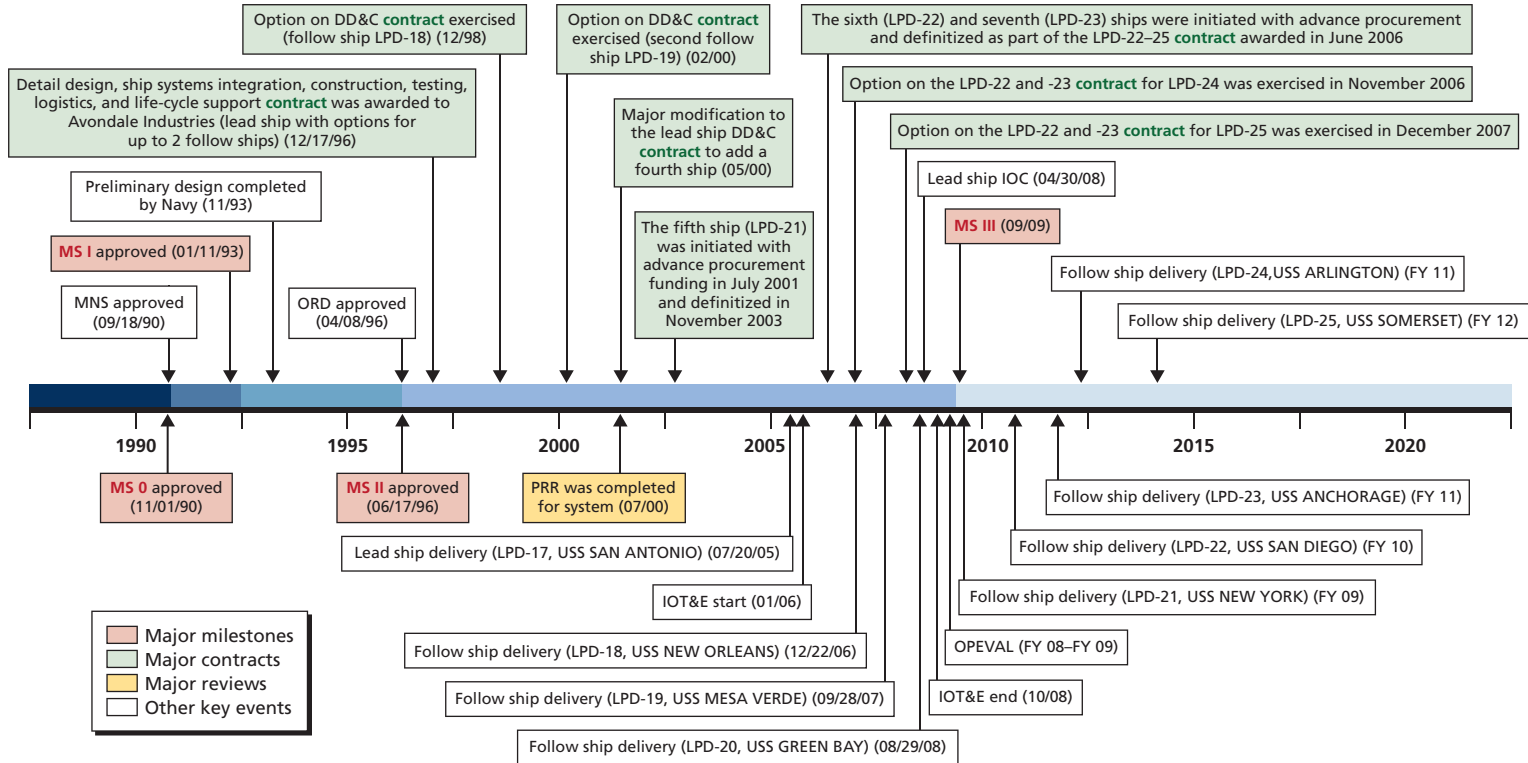 Option on DD&C contract exercised
(follow ship LPD-18) (12/98)
Option on DD&C contract
exercised (second follow
ship LPD-19) (02/00)
The sixth (LPD-22) and seventh (LPD-23) ships were initiated with advance procurement
and definitized as part of the LPD-22–25 contract awarded in June 2006
Detail design, ship systems integration, construction, testing,
logistics, and life-cycle support contract was awarded to
Avondale Industries (lead ship with options for
up to 2 follow ships) (12/17/96)
Option on the LPD-22 and -23 contract for LPD-24 was exercised in November 2006
Major modification to
the lead ship DD&C
contract to add a
fourth ship (05/00)
Option on the LPD-22 and -23 contract for LPD-25 was exercised in December 2007
Preliminary design completed
by Navy (11/93)
Lead ship IOC (04/30/08)
MS I approved (01/11/93)
The fifth ship (LPD-21)
was initiated with
advance procurement
funding in July 2001
and definitized in
November 2003
MS III (09/09)
MNS approved
(09/18/90)
ORD approved
(04/08/96)
Follow ship delivery (LPD-24,USS ARLINGTON) (FY 11)
Follow ship delivery (LPD-25, USS SOMERSET) (FY 12)
1990 1995 2000 2005 2010 2015 2020
MS 0 approved
(11/01/90)
MS II approved
(06/17/96)
PRR was completed
for system (07/00)
Follow ship delivery (LPD-23, USS ANCHORAGE) (FY 11)
Lead ship delivery (LPD-17, USS SAN ANTONIO) (07/20/05)
Follow ship delivery (LPD-22, USS SAN DIEGO) (FY 10)
IOT&E start (01/06)
Follow ship delivery (LPD-21, USS NEW YORK) (FY 09)
Follow ship delivery (LPD-18, USS NEW ORLEANS) (12/22/06)
OPEVAL (FY 08–FY 09)
Follow ship delivery (LPD-19, USS MESA VERDE) (09/28/07)
IOT&E end (10/08)
Follow ship delivery (LPD-20, USS GREEN BAY) (08/29/08)
Major milestones
Major contracts
Major reviews
Other key events